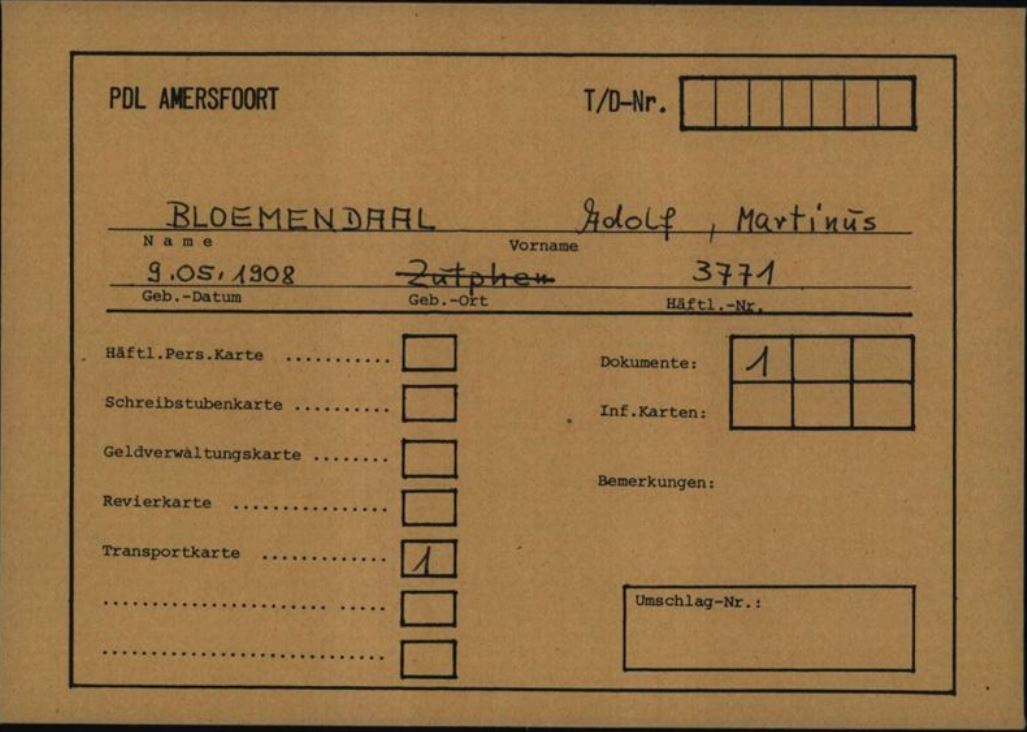 PDL AMERSFOORT T/D-Nr.
BLOEMENDAAL Adolf, Martinus
Name Vorname
9.05.1908 Zutphen 3771
Geb.-Datum Geb.-Ort Häftl.-Nr.
Häftl.Pers.Karte ........... Dokumente: 1
Schreibstubenkarte .......... Inf.Karten:
Geldverwaltungskarte ........
Revierkarte ................ Bemerkungen:
Transportkarte ............. 1
............................ Umschlag-Nr.:
............................